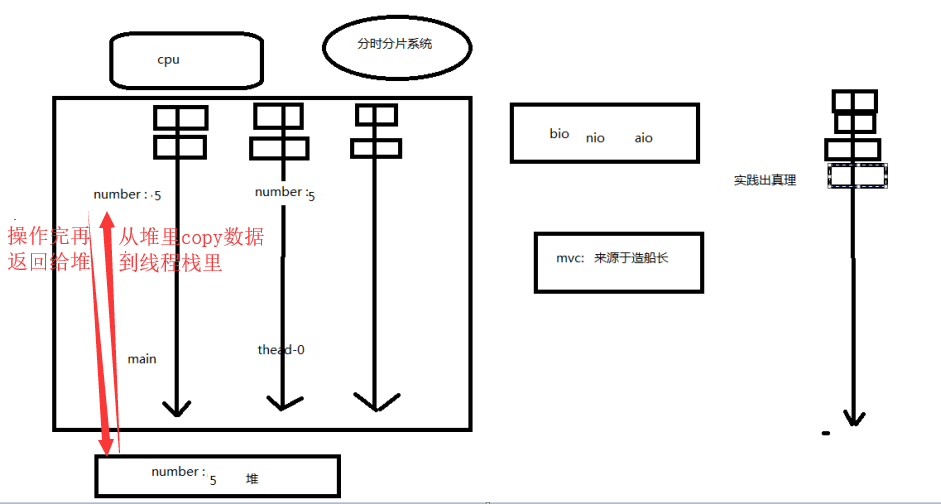 cpu
分时分片系统
bio nio aio
number : 5
number : 5
实践出真理
操作完再
返回给堆
从堆里copy数据
到线程栈里
mvc: 来源于造船长
main
thead-0
number : 5 堆